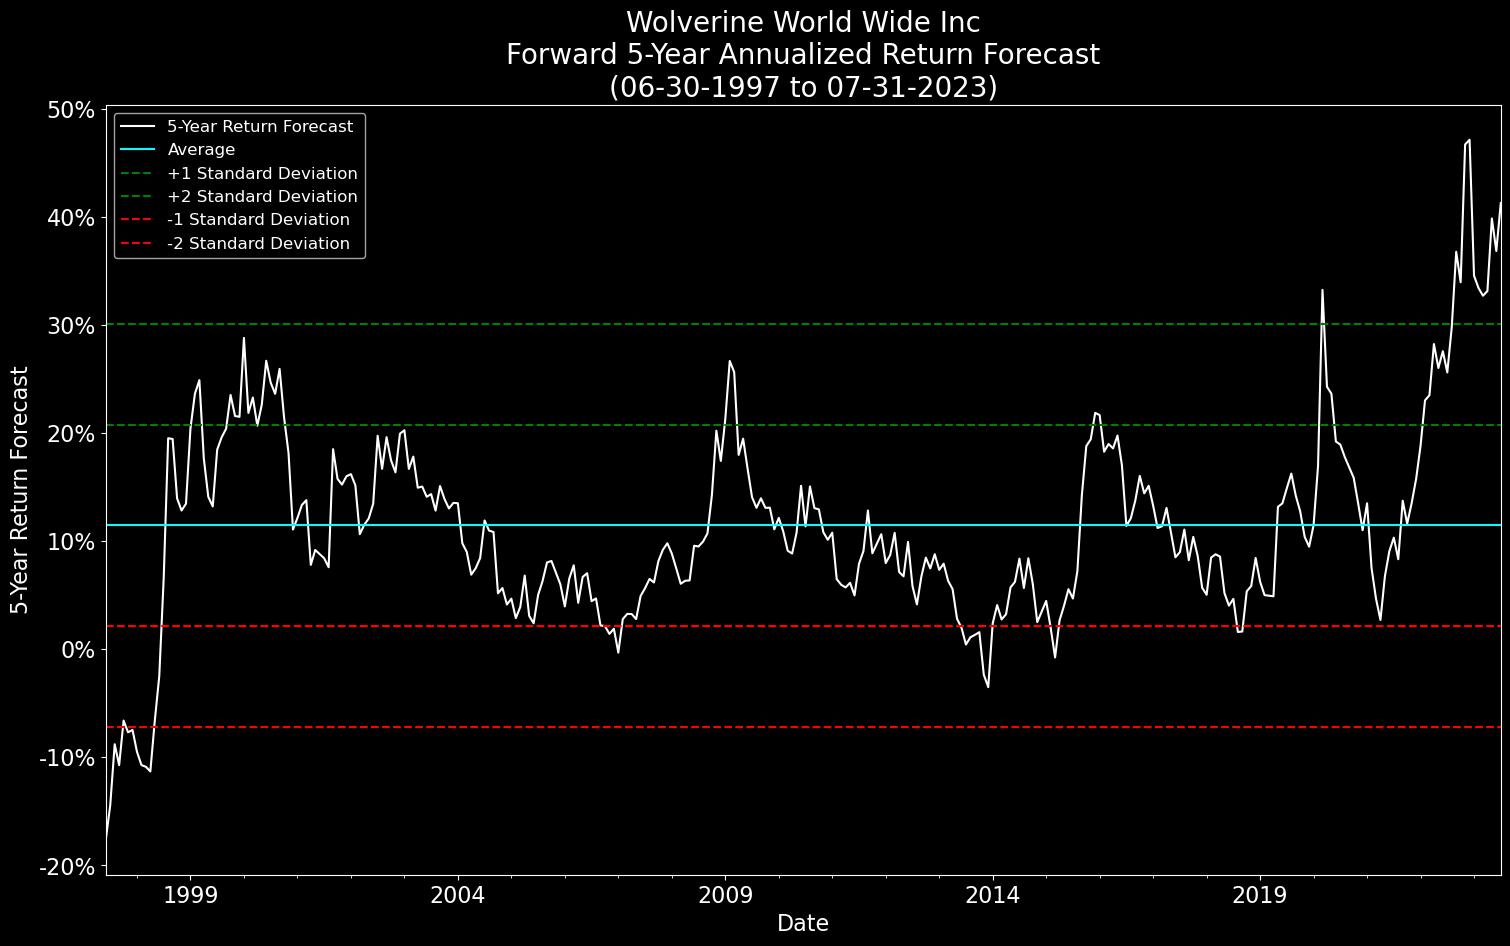 Wolverine World Wide Inc
Forward 5-Year Annualized Return Forecast
(06-30-1997 to 07-31-2023)
50%
40%
30%
20%
10%
0%
-10%
-20%
5-Year Return Forecast
5-Year Return Forecast
Average
+1 Standard Deviation
+2 Standard Deviation
-1 Standard Deviation
-2 Standard Deviation
1999
2004
2009
2014
2019
Date